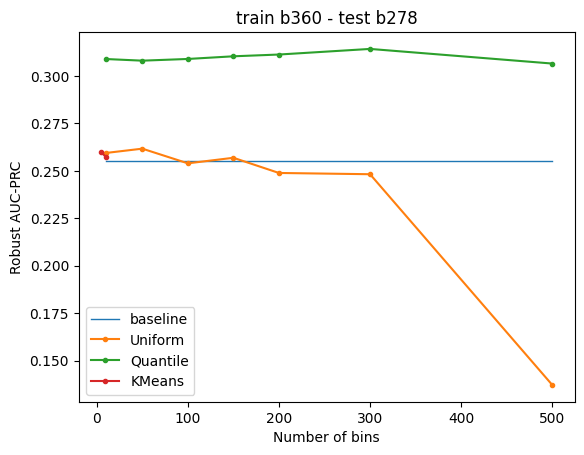 train b360 - test b278
Robust AUC-PRC
0.300
0.275
0.250
0.225
0.200
0.175
0.150
baseline
Uniform
Quantile
KMeans
0
100
200
300
400
500
Number of bins